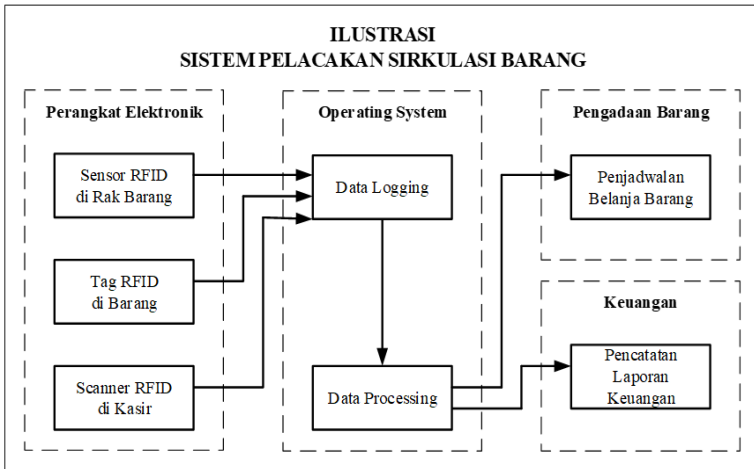 ILUSTRASI
SISTEM PELACAKAN SIRKULASI BARANG
Perangkat Elektronik
Sensor RFID
di Rak Barang
Tag RFID
di Barang
Scanner RFID
di Kasir
Operating System
Data Logging
Data Processing
Pengadaan Barang
Penjadwalan
Belanja Barang
Keuangan
Pencatatan
Laporan
Keuangan